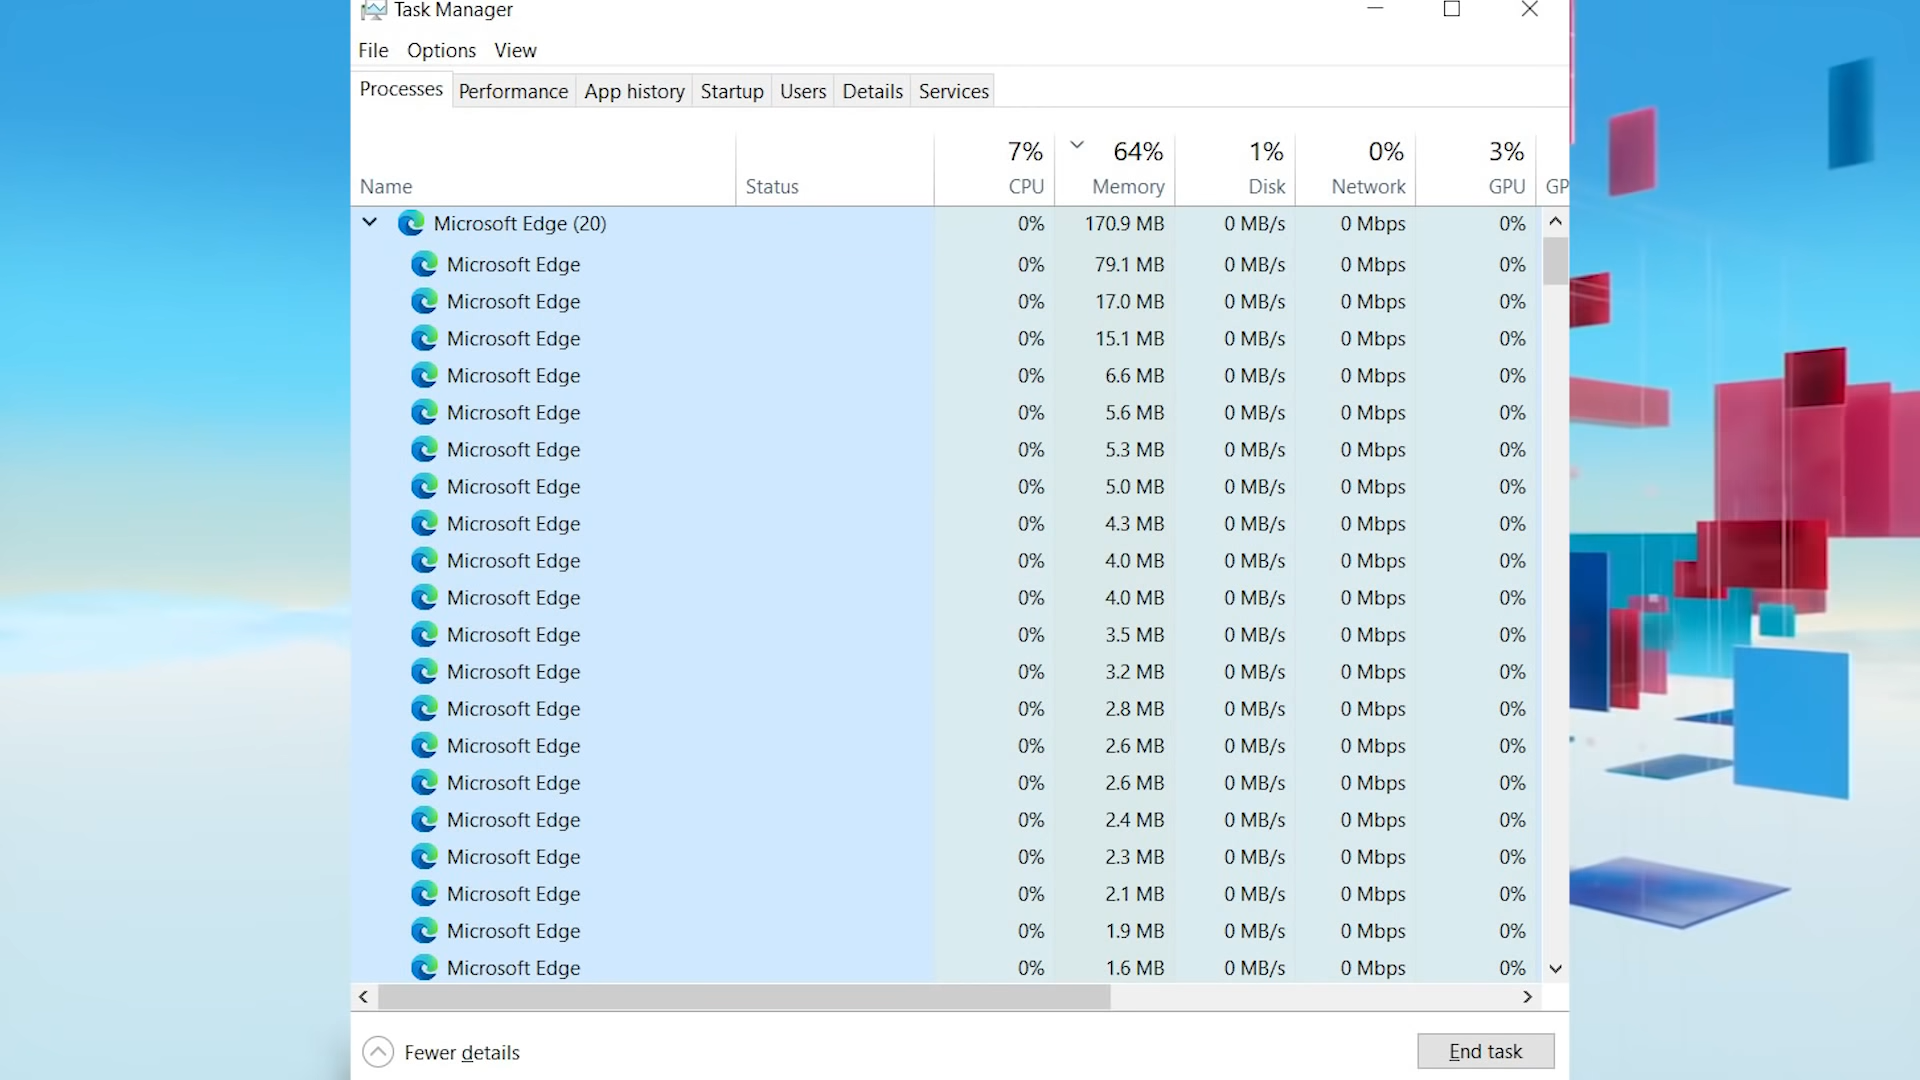 Task Manager
File Options View
Processes Performance App history Startup Users Details Services
7% 64% 1% 0% 3%
Name Status CPU Memory Disk Network GPU GP
Microsoft Edge (20) 0% 170.9 MB 0 MB/s 0 Mbps 0%
Microsoft Edge 0% 79.1 MB 0 MB/s 0 Mbps 0%
Microsoft Edge 0% 17.0 MB 0 MB/s 0 Mbps 0%
Microsoft Edge 0% 15.1 MB 0 MB/s 0 Mbps 0%
Microsoft Edge 0% 6.6 MB 0 MB/s 0 Mbps 0%
Microsoft Edge 0% 5.6 MB 0 MB/s 0 Mbps 0%
Microsoft Edge 0% 5.3 MB 0 MB/s 0 Mbps 0%
Microsoft Edge 0% 5.0 MB 0 MB/s 0 Mbps 0%
Microsoft Edge 0% 4.3 MB 0 MB/s 0 Mbps 0%
Microsoft Edge 0% 4.0 MB 0 MB/s 0 Mbps 0%
Microsoft Edge 0% 4.0 MB 0 MB/s 0 Mbps 0%
Microsoft Edge 0% 3.5 MB 0 MB/s 0 Mbps 0%
Microsoft Edge 0% 3.2 MB 0 MB/s 0 Mbps 0%
Microsoft Edge 0% 2.8 MB 0 MB/s 0 Mbps 0%
Microsoft Edge 0% 2.6 MB 0 MB/s 0 Mbps 0%
Microsoft Edge 0% 2.6 MB 0 MB/s 0 Mbps 0%
Microsoft Edge 0% 2.4 MB 0 MB/s 0 Mbps 0%
Microsoft Edge 0% 2.3 MB 0 MB/s 0 Mbps 0%
Microsoft Edge 0% 2.1 MB 0 MB/s 0 Mbps 0%
Microsoft Edge 0% 1.9 MB 0 MB/s 0 Mbps 0%
Microsoft Edge 0% 1.6 MB 0 MB/s 0 Mbps 0%
Fewer details End task